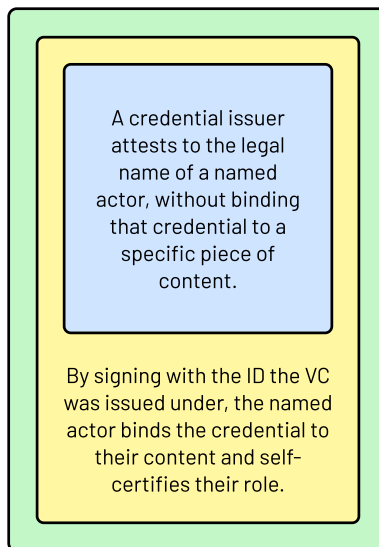 A credential issuer
attests to the legal
name of a named
actor, without binding
that credential to a
specific piece of
content.
By signing with the ID the VC
was issued under, the named
actor binds the credential to
their content and self-
certifies their role.